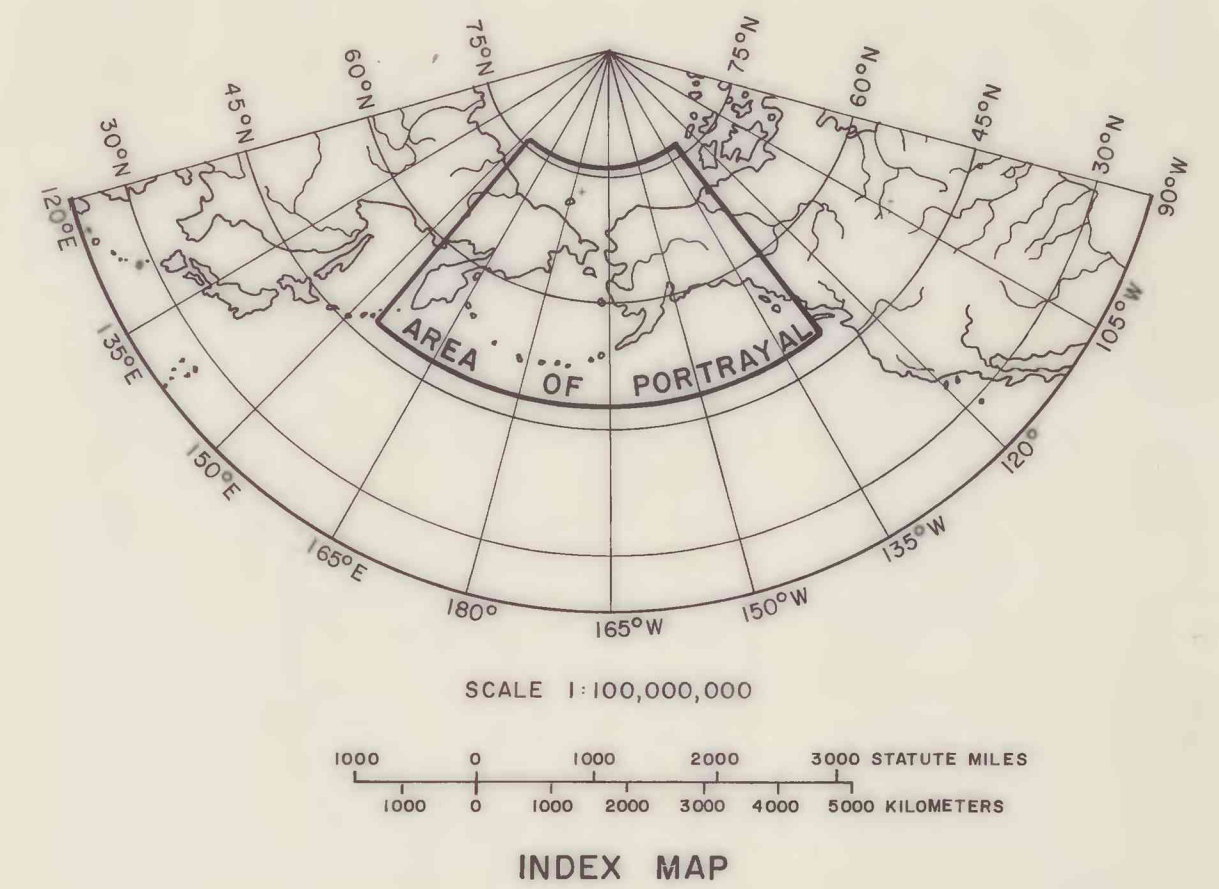 75°N
75°N
60°N
60°N
45°N
45°N
30°N
30°N
120°E
90°W
AREA OF PORTRAYAL
105°W
135°E
120°
150°E
135°W
165°E
150°W
180°
165°W
SCALE 1:100,000,000
1000 0 1000 2000 3000 STATUTE MILES
1000 0 1000 2000 3000 4000 5000 KILOMETERS
INDEX MAP